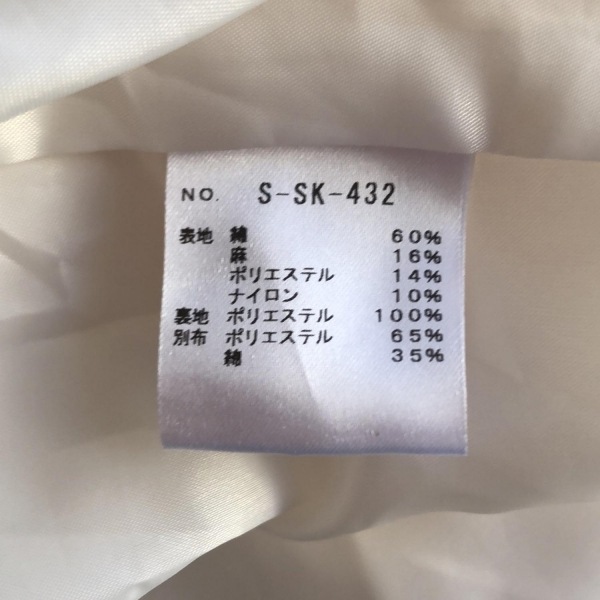 NO. S-SK-432
表地 綿 60%
麻 16%
ポリエステル 14%
ナイロン 10%
裏地 ポリエステル 100%
別布 ポリエステル 65%
綿 35%